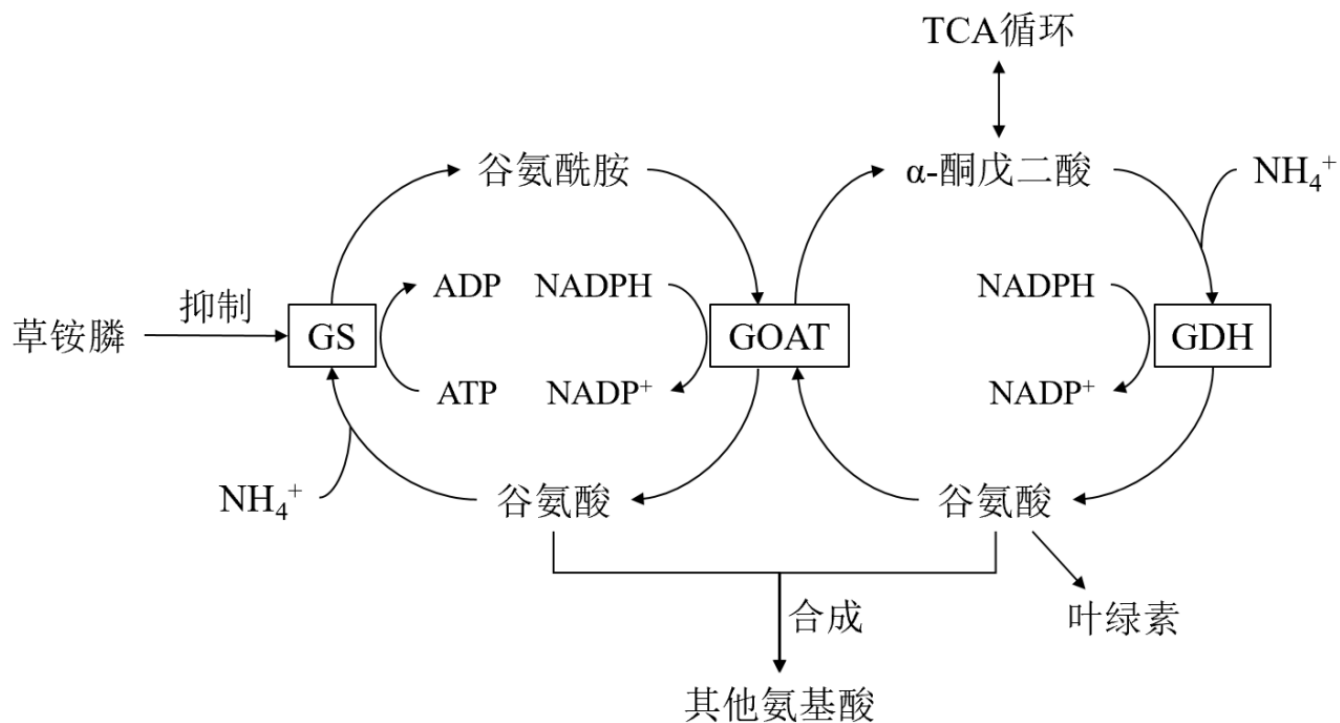 TCA循环
谷氨酰胺
α-酮戊二酸
NH₄⁺
ADP
NADPH
NADPH
抑制
草铵膦
GS
GOAT
GDH
ATP
NADP⁺
NADP⁺
NH₄⁺
谷氨酸
谷氨酸
合成
叶绿素
其他氨基酸